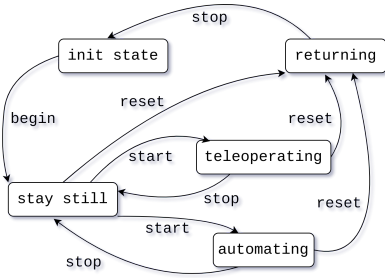 stop
init state
returning
begin
reset
reset
start
teleoperating
stay still
stop
reset
start
automating
stop